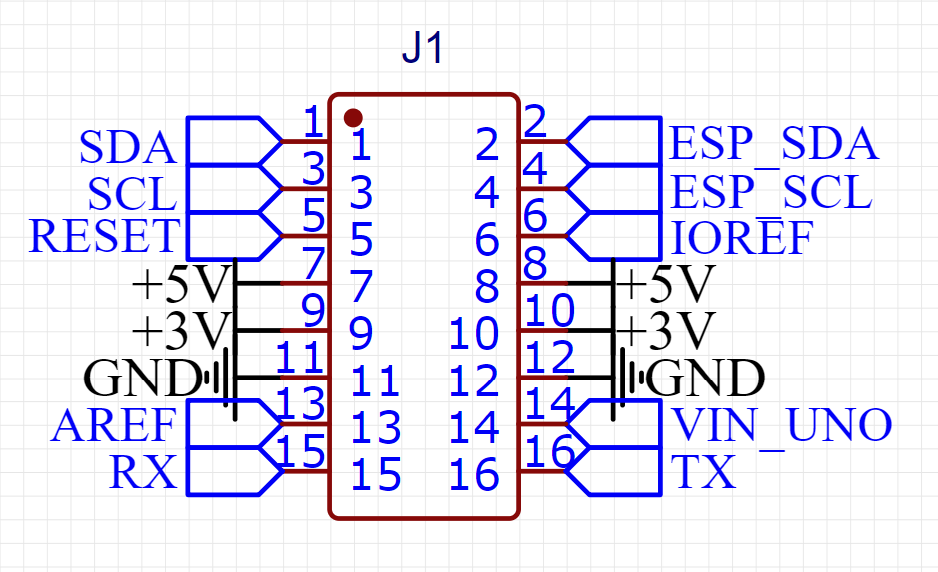 J1
SDA 1 1 2 2 ESP_SDA
SCL 3 3 4 4 ESP_SCL
RESET 5 5 6 6 IOREF
+5V 7 7 8 8 +5V
+3V 9 9 10 10 +3V
GND 11 11 12 12 GND
AREF 13 13 14 14 VIN_UNO
RX 15 15 16 16 TX